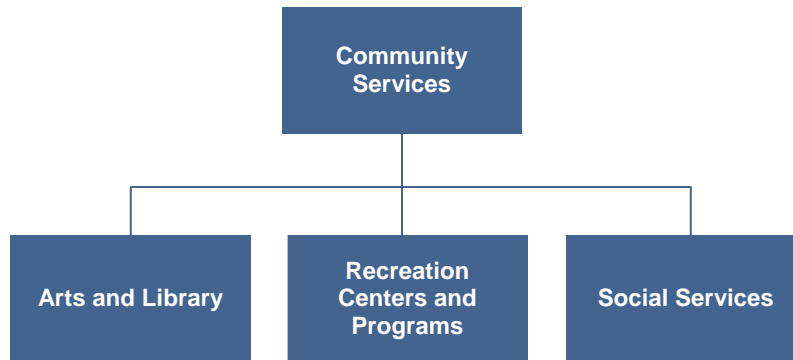 Community
Services
Arts and Library
Recreation
Centers and
Programs
Social Services